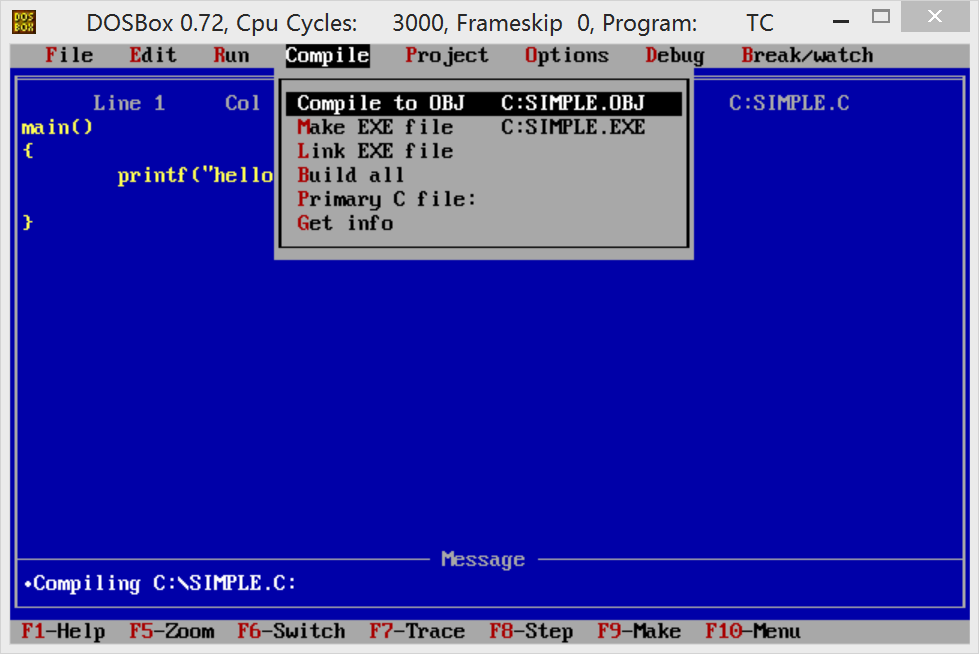 DOS BOX DOSBox 0.72, Cpu Cycles: 3000, Frameskip 0, Program: TC
File Edit Run Compile Project Options Debug Break/watch
Line 1 Col C:SIMPLE.C
Compile to OBJ C:SIMPLE.OBJ
Make EXE file C:SIMPLE.EXE
Link EXE file
Build all
Primary C file:
Get info
main()
{
printf("hello
}
Message
•Compiling C:\SIMPLE.C:
F1-Help F5-Zoom F6-Switch F7-Trace F8-Step F9-Make F10-Menu